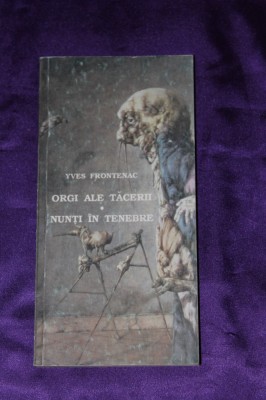 YVES FRONTENAC
ORGI ALE TĂCERII
*
NUNȚI ÎN TENEBRE